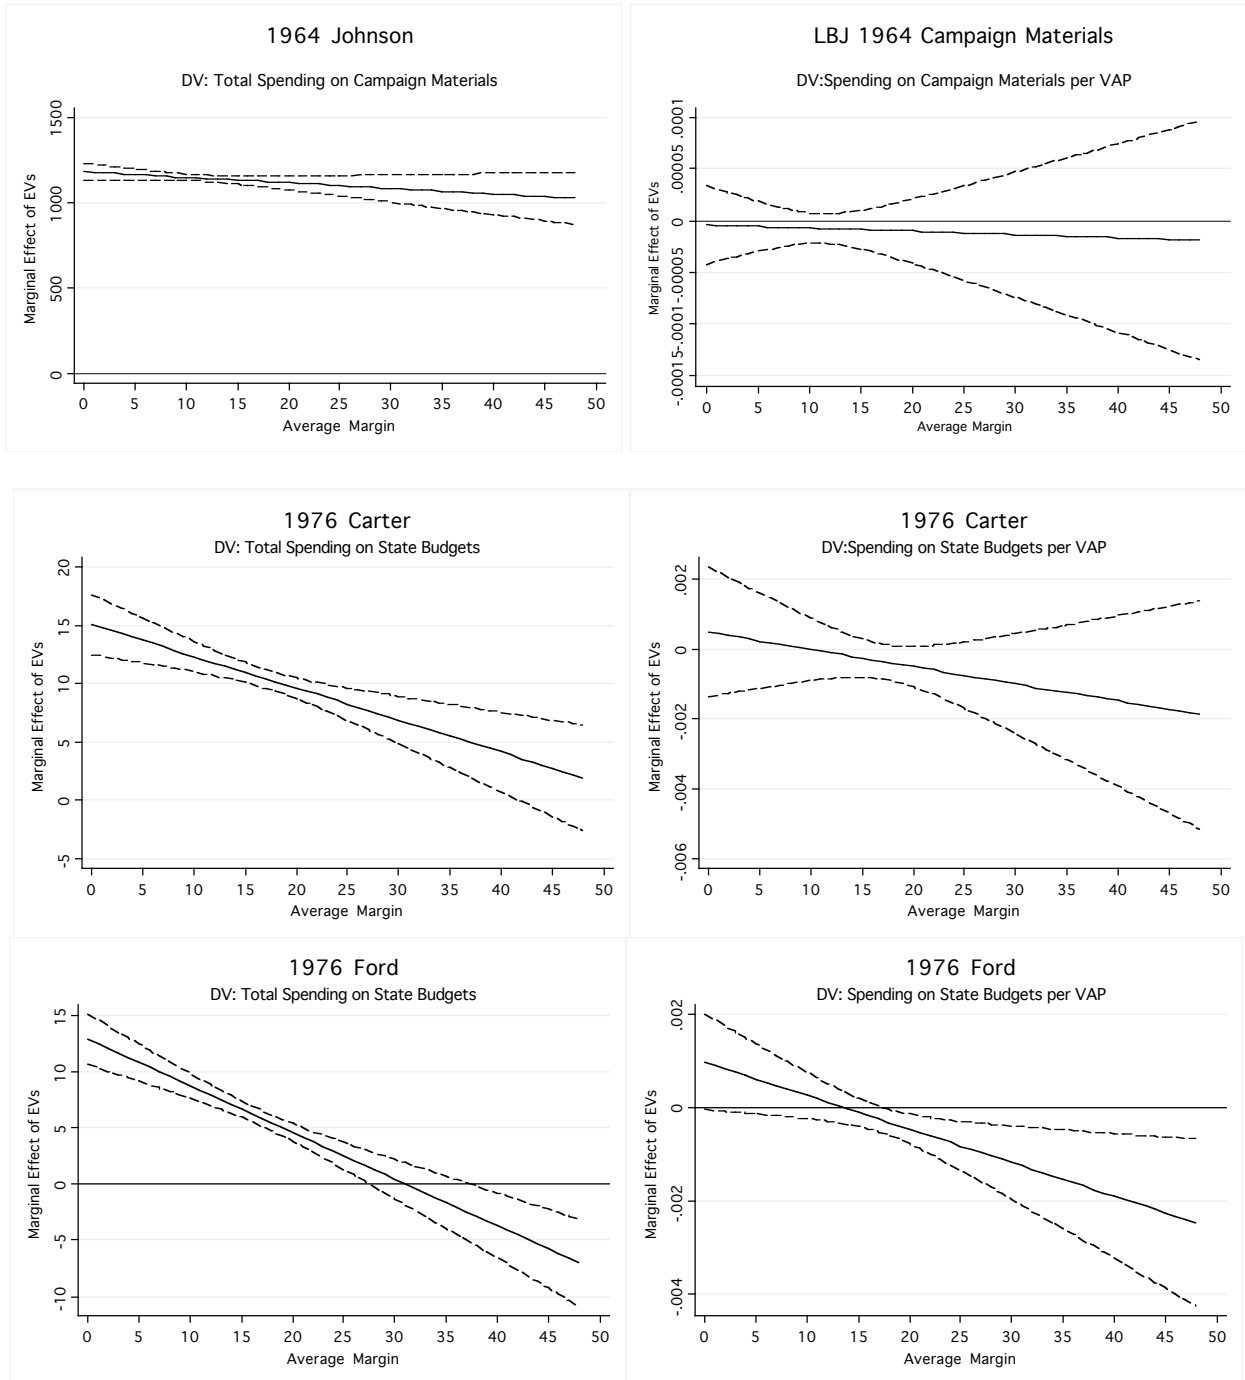 1964 Johnson
DV: Total Spending on Campaign Materials
Marginal Effect of EVs
1500
1000
500
0
0 5 10 15 20 25 30 35 40 45 50
Average Margin
LBJ 1964 Campaign Materials
DV:Spending on Campaign Materials per VAP
Marginal Effect of EVs
.0001
.00005
0
-.00005
-.0001
-.00015
0 5 10 15 20 25 30 35 40 45 50
Average Margin
1976 Carter
DV: Total Spending on State Budgets
Marginal Effect of EVs
20
15
10
5
0
-5
0 5 10 15 20 25 30 35 40 45 50
Average Margin
1976 Carter
DV:Spending on State Budgets per VAP
Marginal Effect of EVs
.002
0
-.002
-.004
-.006
0 5 10 15 20 25 30 35 40 45 50
Average Margin
1976 Ford
DV: Total Spending on State Budgets
Marginal Effect of EVs
15
10
5
0
-5
-10
0 5 10 15 20 25 30 35 40 45 50
Average Margin
1976 Ford
DV: Spending on State Budgets per VAP
Marginal Effect of EVs
.002
0
-.002
-.004
0 5 10 15 20 25 30 35 40 45 50
Average Margin